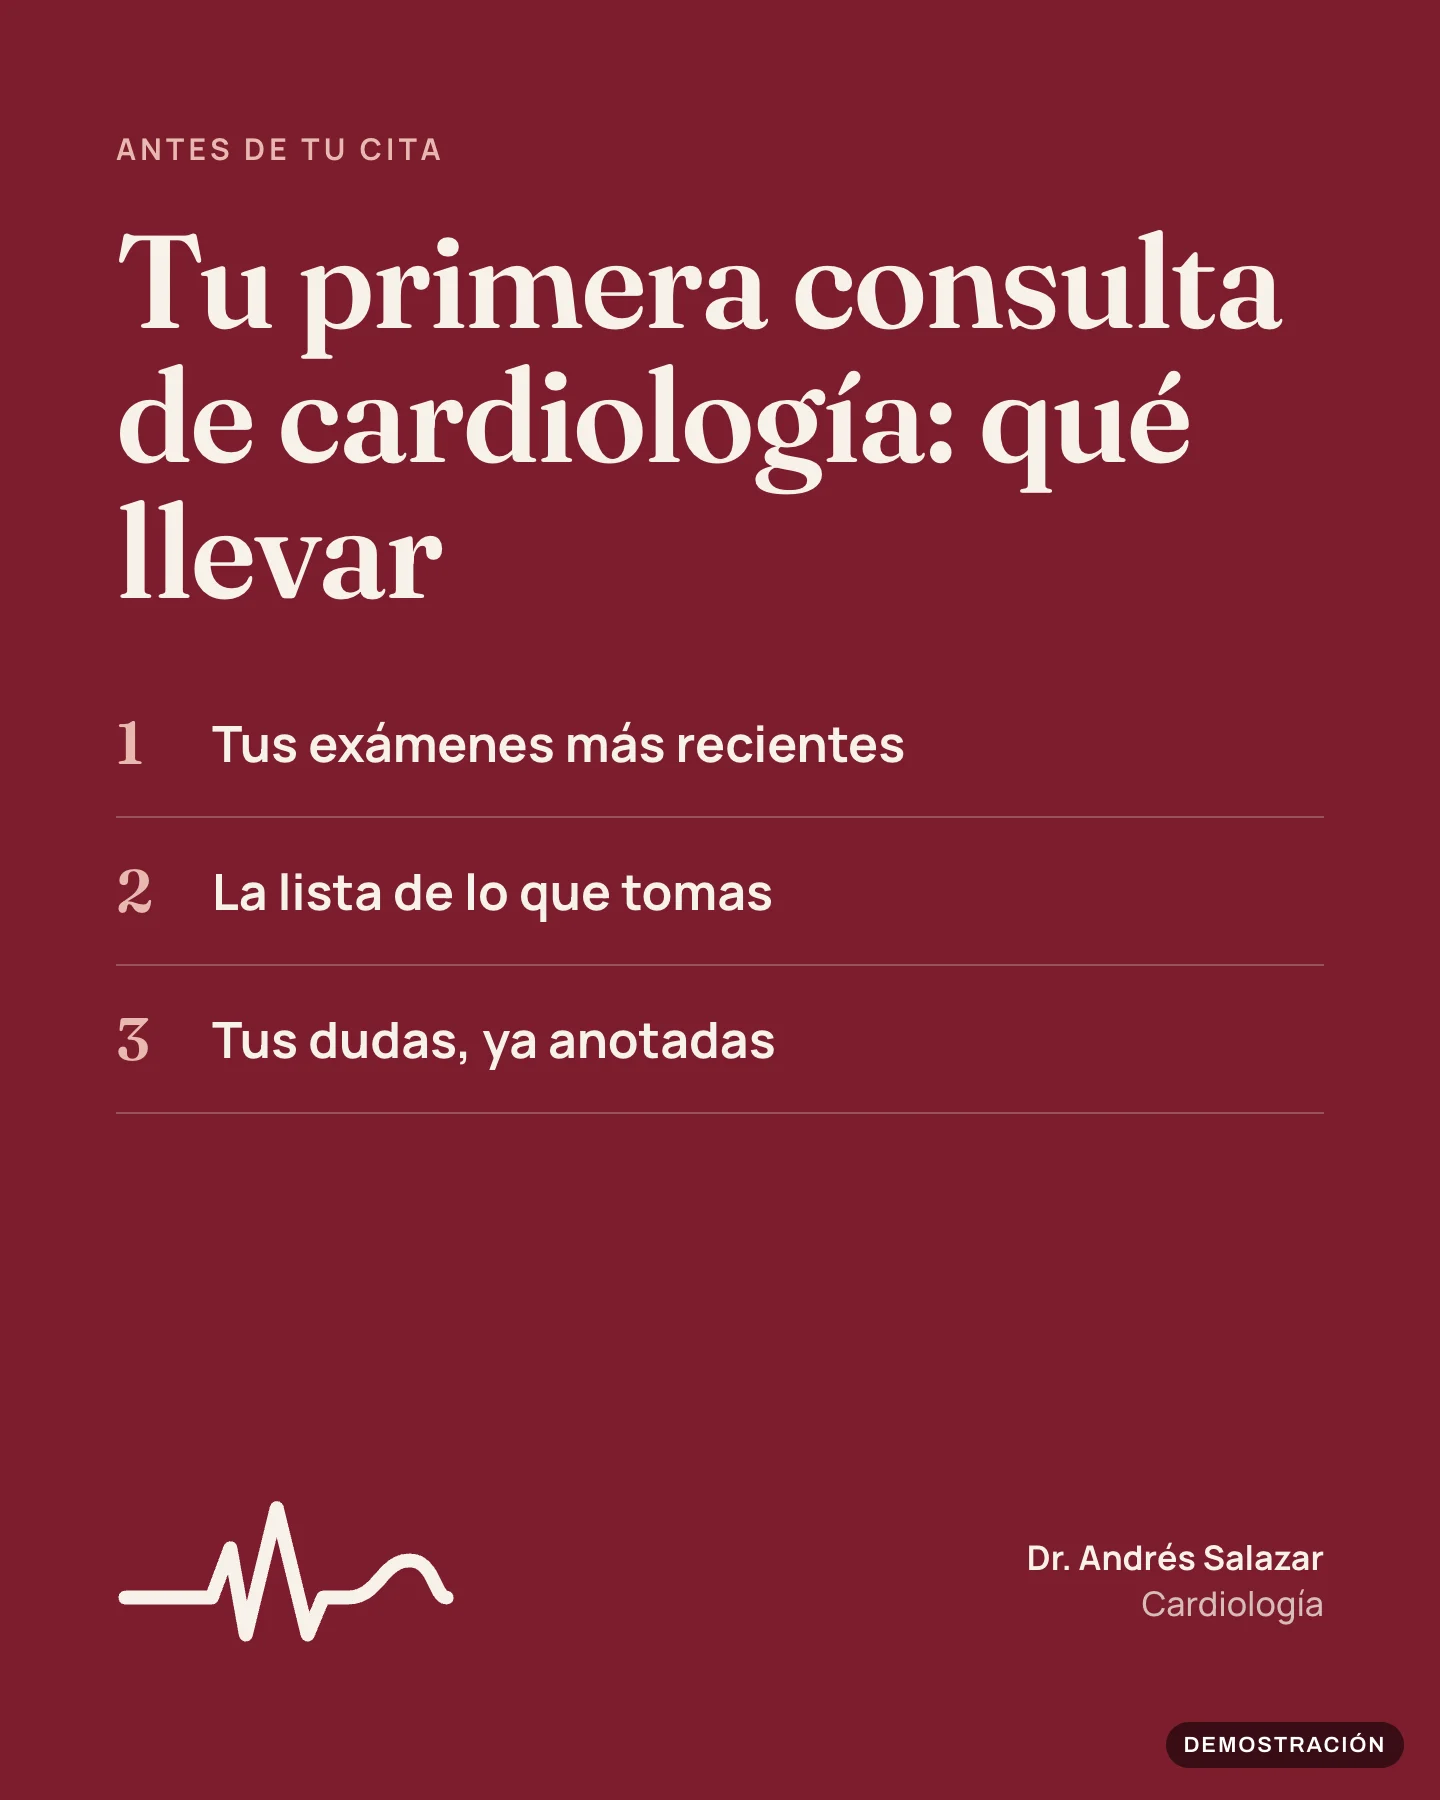 ANTES DE TU CITA
Tu primera consulta
de cardiología: qué
llevar
1 Tus exámenes más recientes
2 La lista de lo que tomas
3 Tus dudas, ya anotadas
Dr. Andrés Salazar
Cardiología
DEMOSTRACIÓN